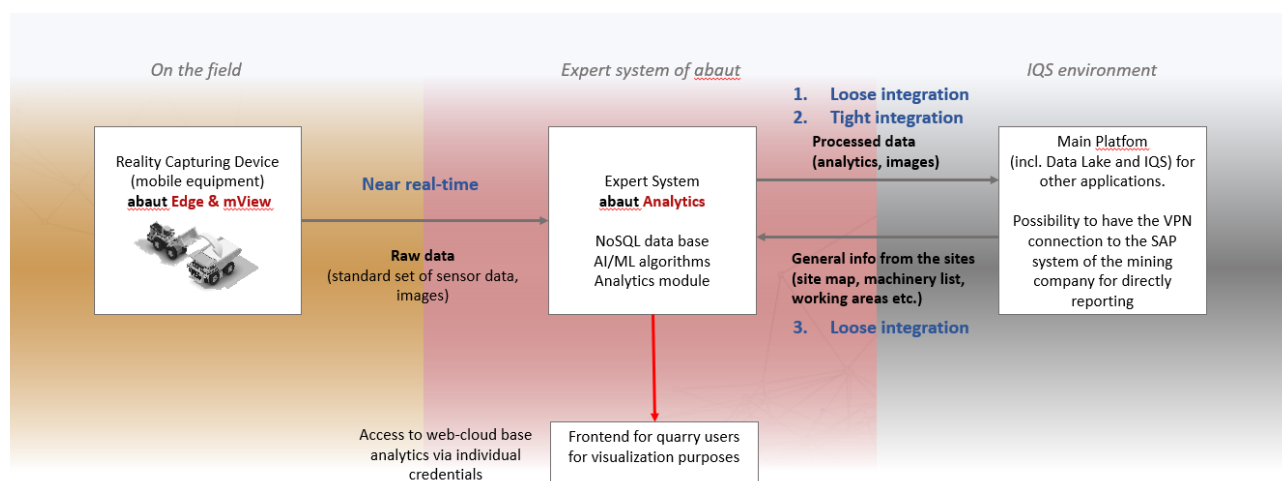 On the field
Expert system of abaut
IQS environment
Reality Capturing Device
(mobile equipment)
abaut Edge & mView
Near real-time
Raw data
(standard set of sensor data,
images)
Expert System
abaut Analytics
NoSQL data base
AI/ML algorithms
Analytics module
1. Loose integration
2. Tight integration
Processed data
(analytics, images)
General info from the sites
(site map, machinery list,
working areas etc.)
3. Loose integration
Main Platfom
(incl. Data Lake and IQS) for
other applications.
Possibility to have the VPN
connection to the SAP
system of the mining
company for directly
reporting
Access to web-cloud base
analytics via individual
credentials
Frontend for quarry users
for visualization purposes